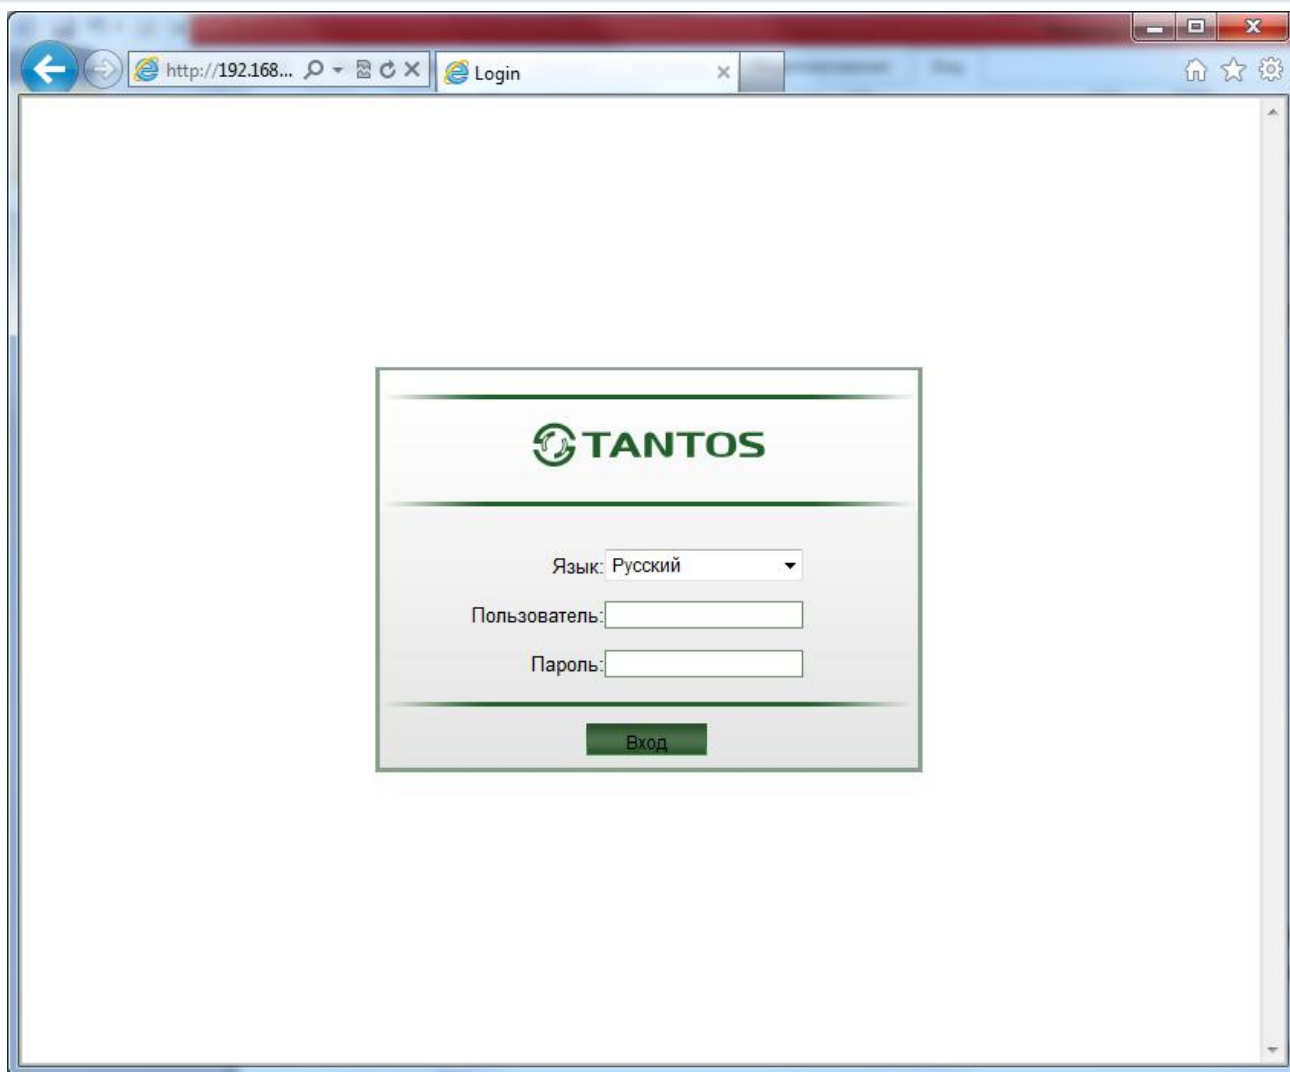 http://192.168...
Login
TANTOS
Язык: Русский
Пользователь:
Пароль:
Вход